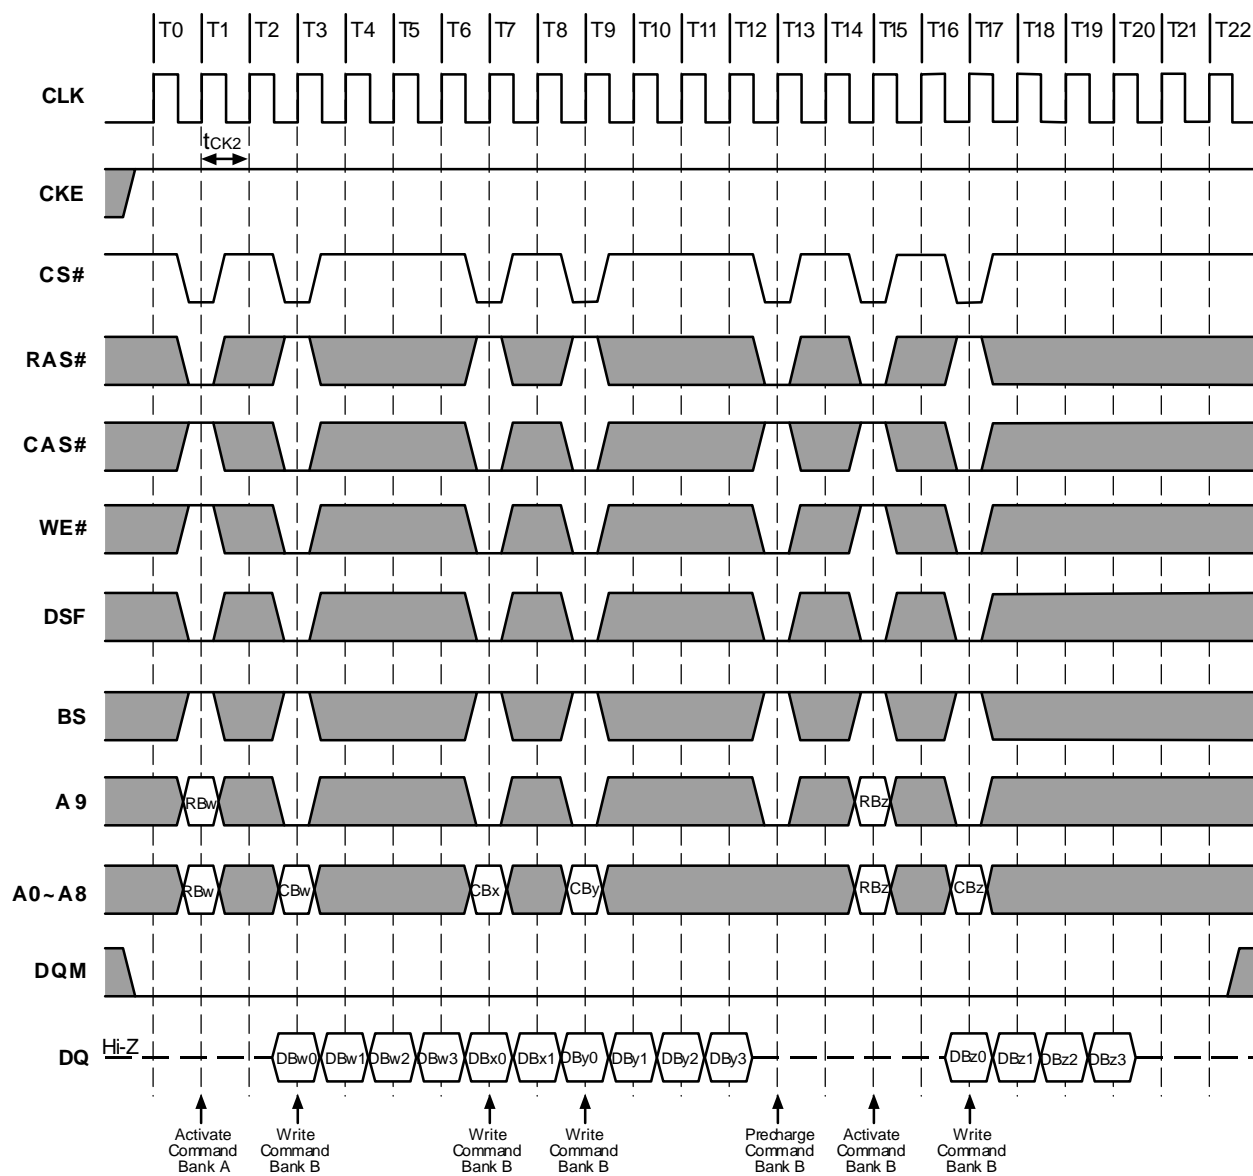 T0 T1 T2 T3 T4 T5 T6 T7 T8 T9 T10 T11 T12 T13 T14 T15 T16 T17 T18 T19 T20 T21 T22
CLK
tCK2
CKE
CS#
RAS#
CAS#
WE#
DSF
BS
A9 RBw RBz
A0~A8 RBw CBw CBx CBy RBz CBz
DQM
DQ Hi-Z DBw0 DBw1 DBw2 DBw3 DBx0 DBx1 DBy0 DBy1 DBy2 DBy3 DBz0 DBz1 DBz2 DBz3
Activate Command Bank A
Write Command Bank B
Write Command Bank B
Write Command Bank B
Precharge Command Bank B
Activate Command Bank B
Write Command Bank B